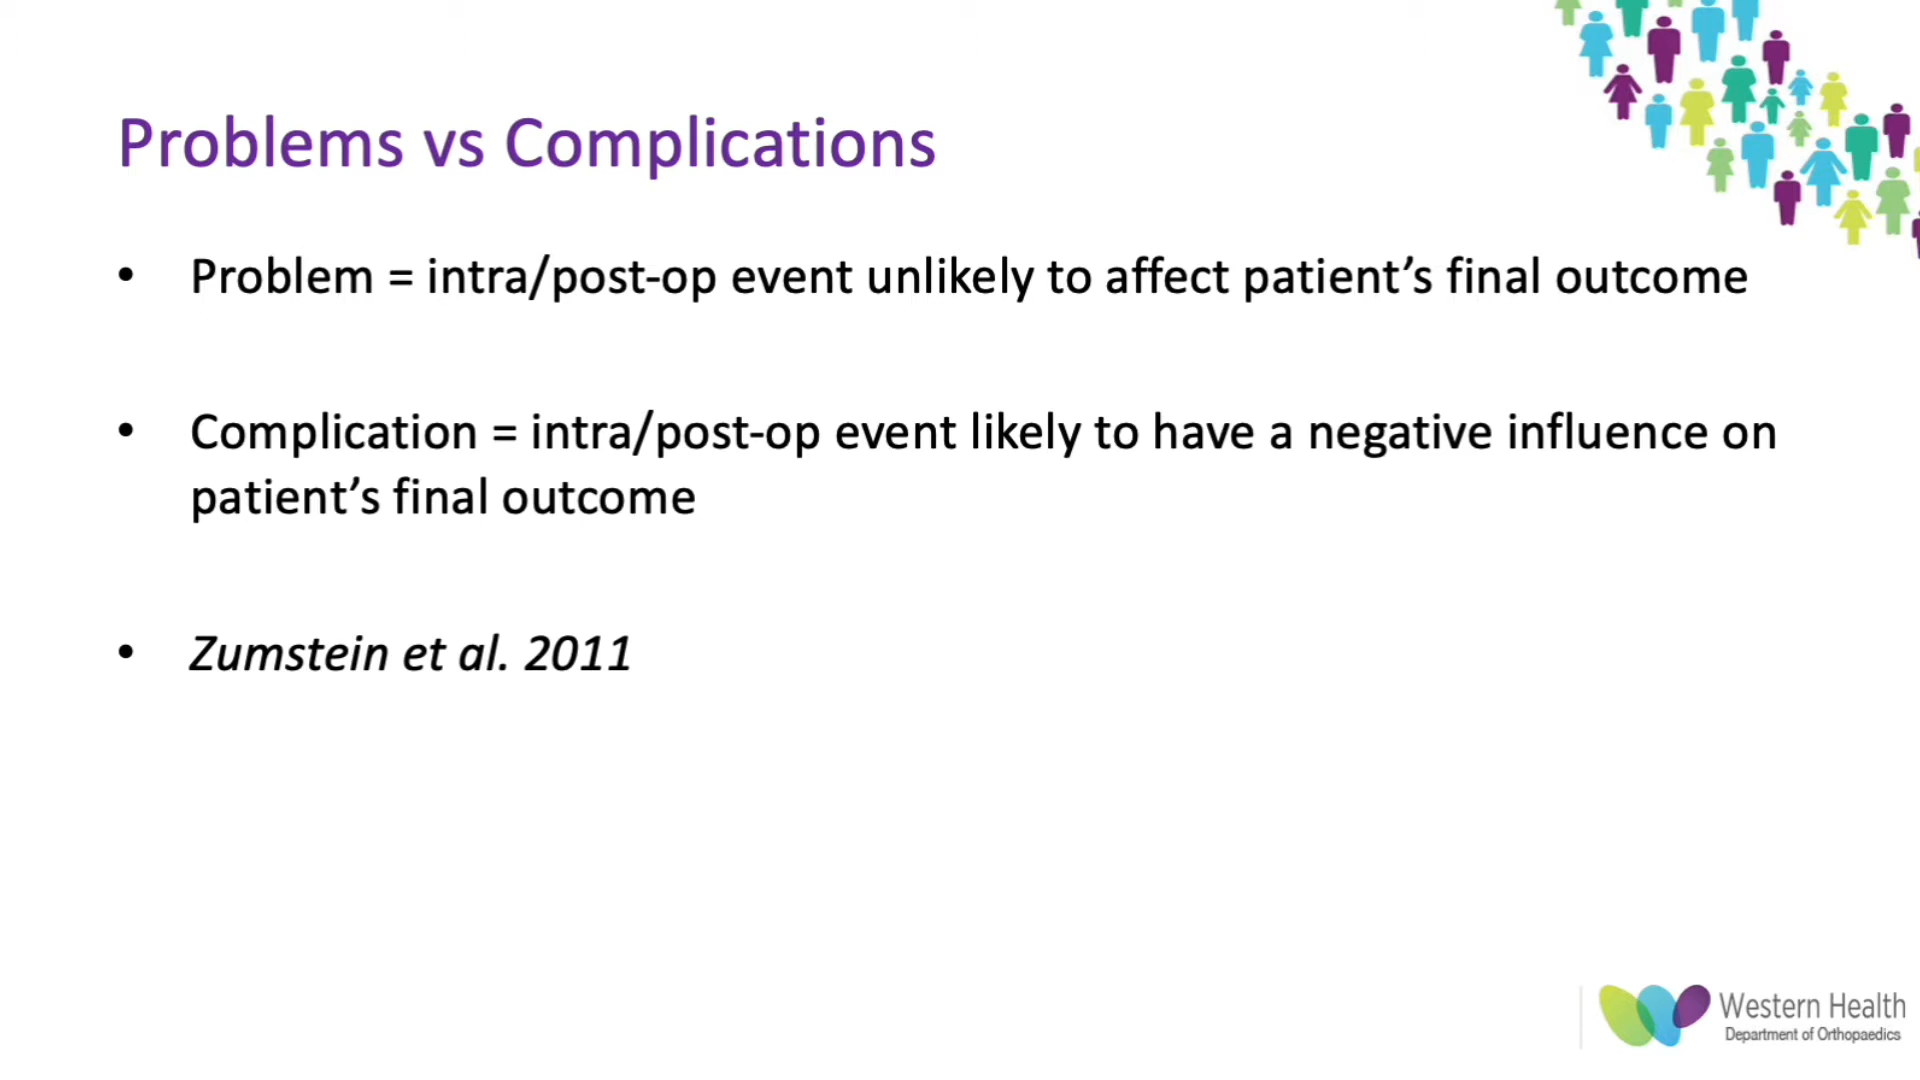 Problems vs Complications
• Problem = intra/post-op event unlikely to affect patient’s final outcome
• Complication = intra/post-op event likely to have a negative influence on
patient’s final outcome
• Zumstein et al. 2011
Western Health
Department of Orthopaedics